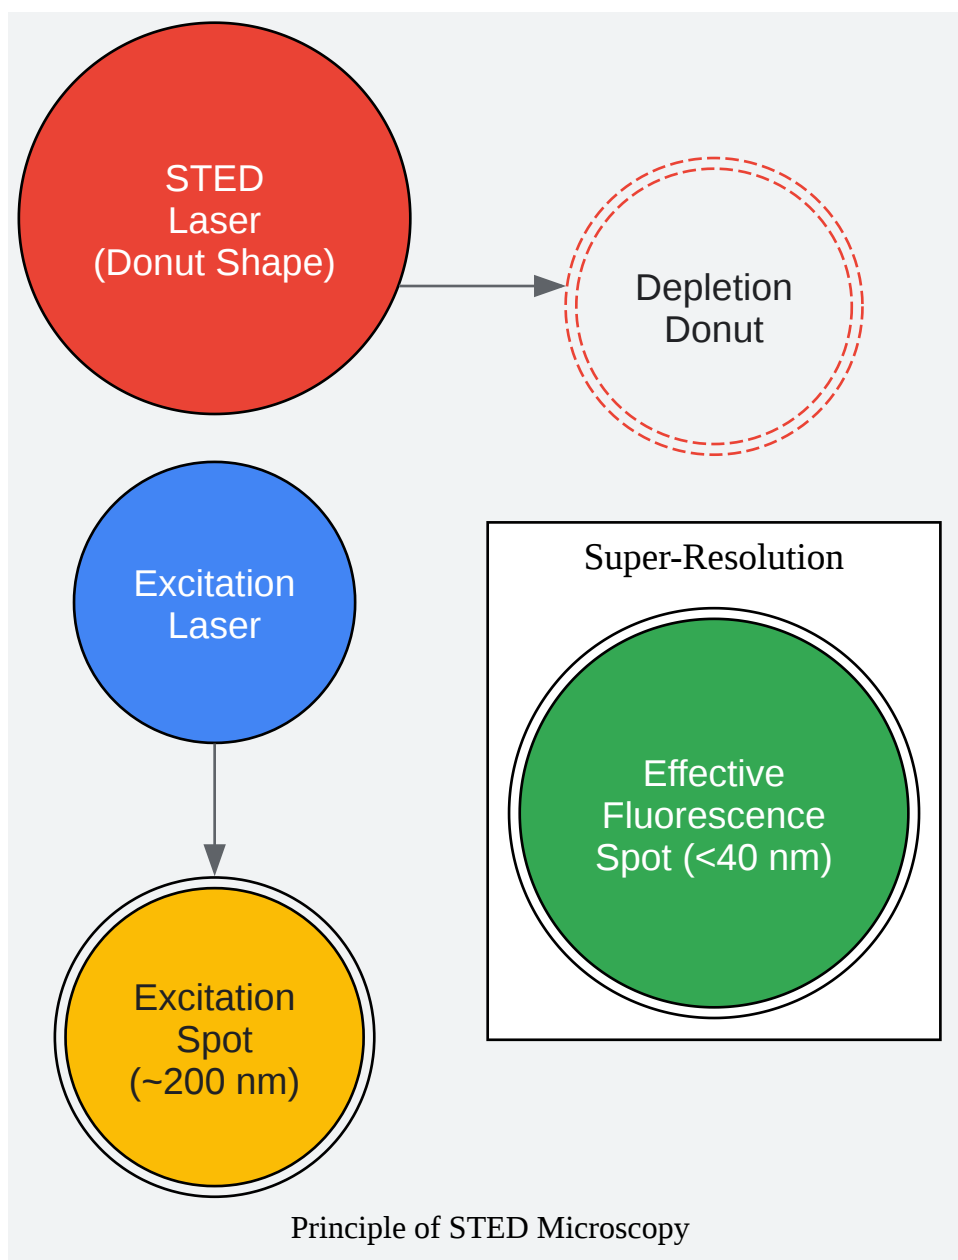 STED
Laser
(Donut Shape)
Depletion
Donut
Excitation
Laser
Super-Resolution
Effective
Fluorescence
Spot (<40 nm)
Excitation
Spot
(~200 nm)
Principle of STED Microscopy